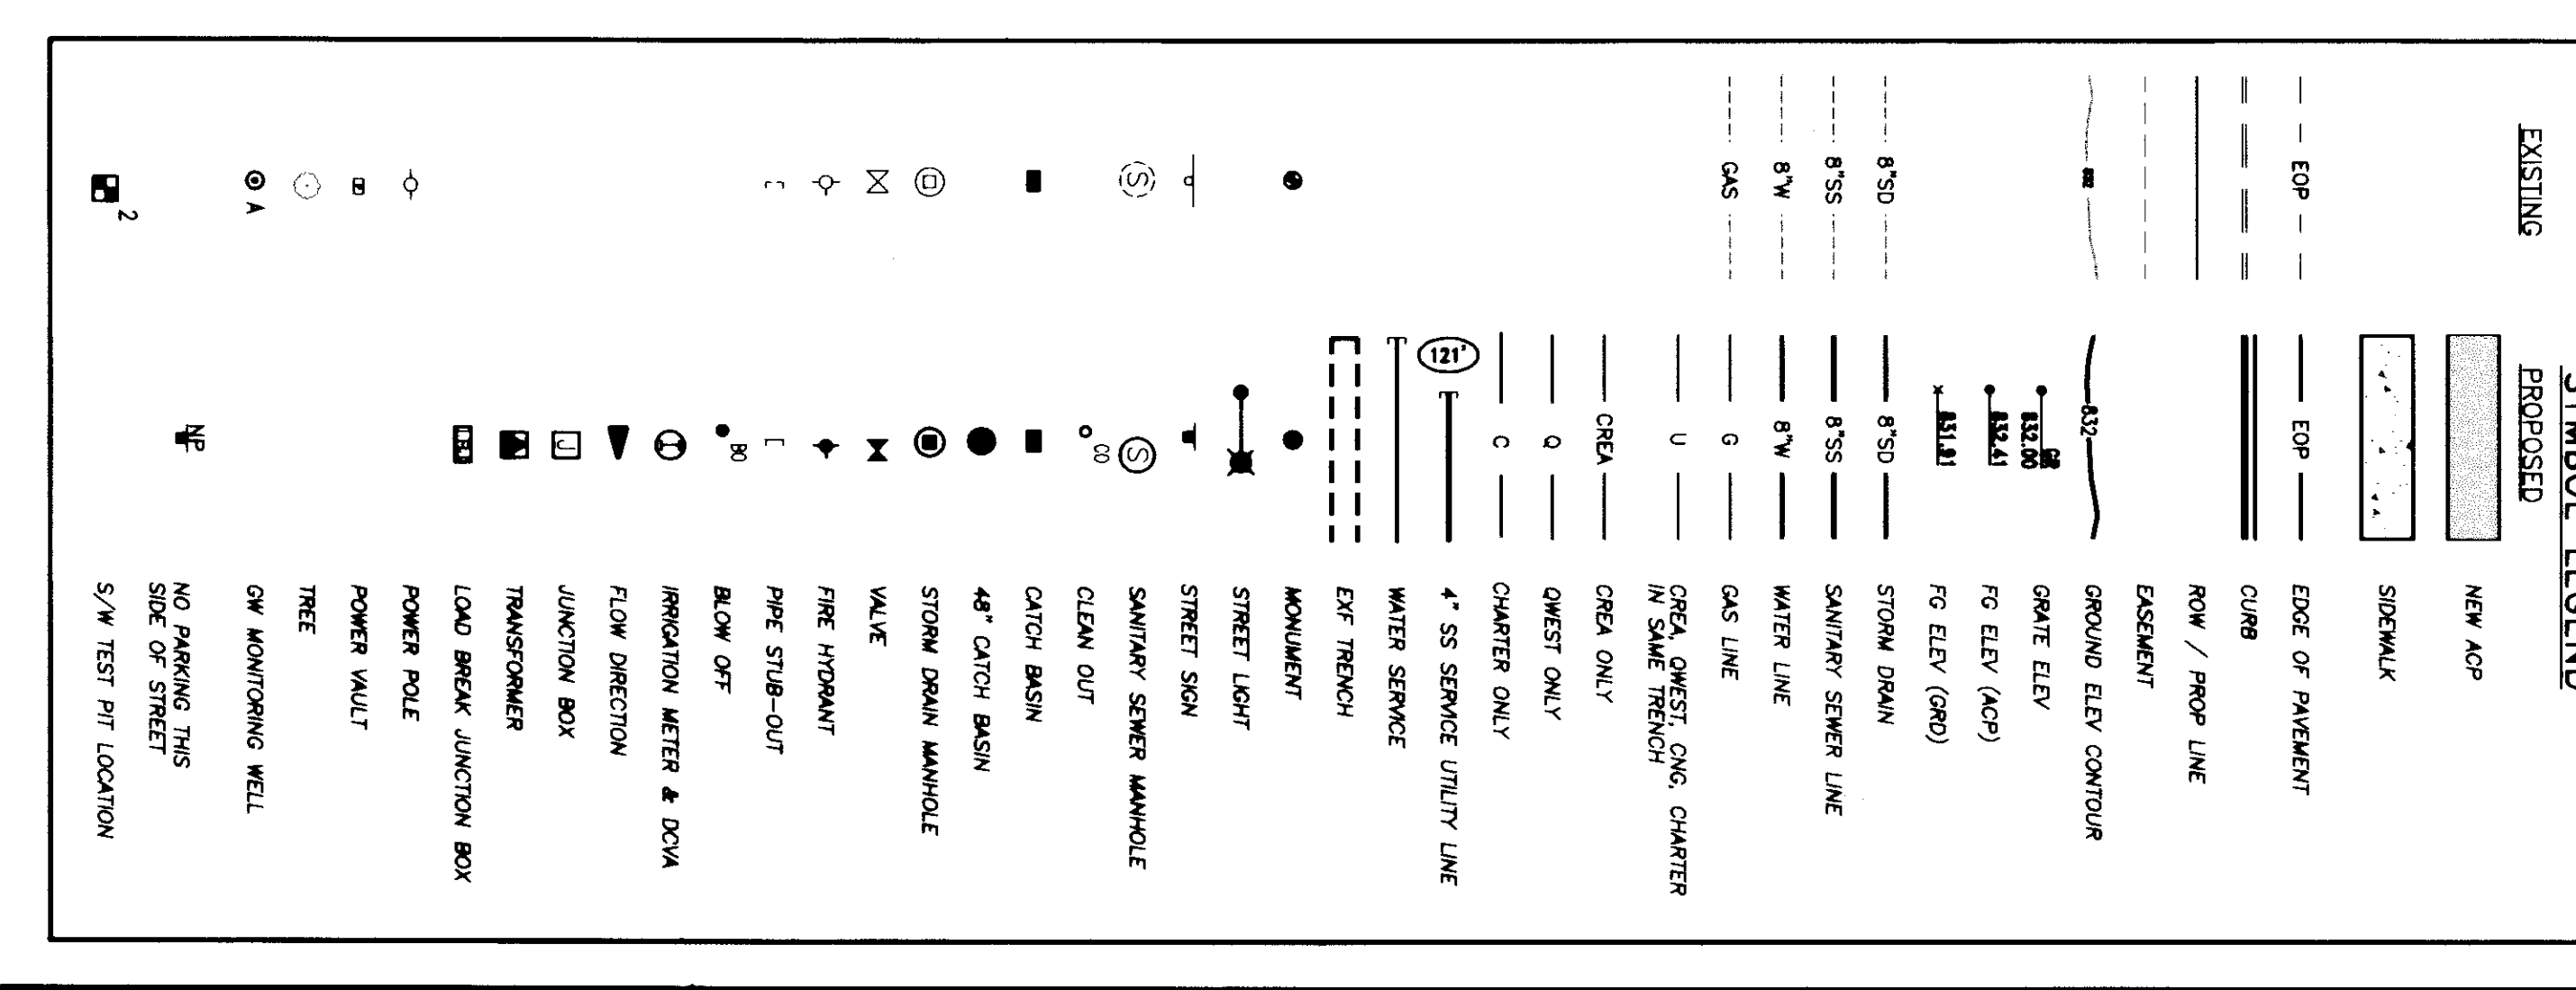 SYMBOL LEGEND
EXISTING
PROPOSED
NEW ACP
SIDEWALK
EOP
EOP
EDGE OF PAVEMENT
CURB
ROW / PROP LINE
EASEMENT
832
832
GROUND ELEV CONTOUR
GR
832.00
GRATE ELEV
832.41
FG ELEV (ACP)
831.91
FG ELEV (GRD)
8"SD
8"SD
STORM DRAIN
8"SS
8"SS
SANITARY SEWER LINE
8"W
8"W
WATER LINE
GAS
G
GAS LINE
U
CREA, QWEST, CNG, CHARTER
IN SAME TRENCH
CREA
CREA ONLY
Q
QWEST ONLY
C
CHARTER ONLY
121'
4" SS SERVICE UTILITY LINE
WATER SERVICE
EXF TRENCH
MONUMENT
STREET LIGHT
STREET SIGN
S
S
SANITARY SEWER MANHOLE
CO
CLEAN OUT
CATCH BASIN
48" CATCH BASIN
STORM DRAIN MANHOLE
VALVE
FIRE HYDRANT
PIPE STUB-OUT
BO
BLOW OFF
I
IRRIGATION METER & DCVA
FLOW DIRECTION
J
JUNCTION BOX
TRANSFORMER
LOAD BREAK JUNCTION BOX
POWER POLE
POWER VAULT
TREE
A
GW MONITORING WELL
NP
NO PARKING THIS
SIDE OF STREET
2
S/W TEST PIT LOCATION